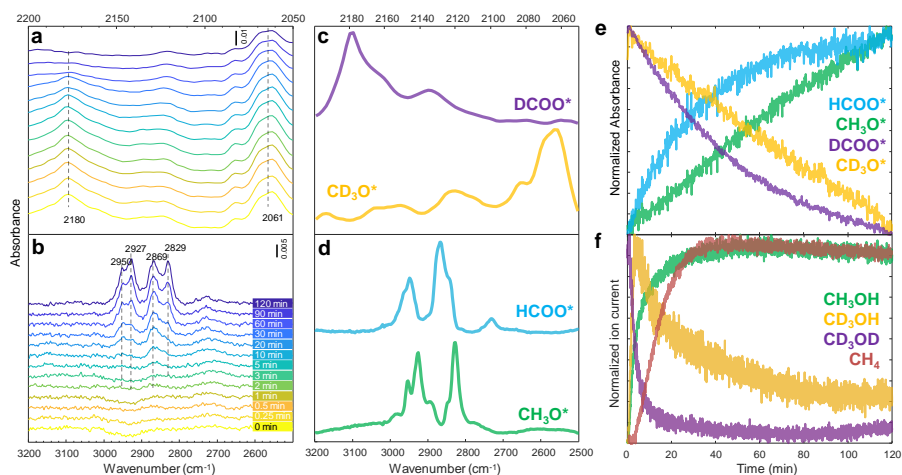 2200 2175 2150 2125 2100 2075 2050
a
0.01
2180
2061
Absorbance
b
0.005
2950
2927
2869
2829
120 min
90 min
60 min
30 min
20 min
10 min
5 min
3 min
2 min
1 min
0.5 min
0.25 min
0 min
3200 3100 3000 2900 2800 2700 2600 2500
Wavenumber (cm⁻¹)
2180 2160 2140 2120 2100 2080 2060
c
DCOO*
CD₃O*
d
HCOO*
CH₃O*
3200 3100 3000 2900 2800 2700 2600 2500
Wavenumber (cm⁻¹)
e
Normalized Absorbance
HCOO*
CH₃O*
DCOO*
CD₃O*
f
Normalized ion current
CH₃OH
CD₃OH
CD₃OD
CH₄
0 20 40 60 80 100 120
Time (min)